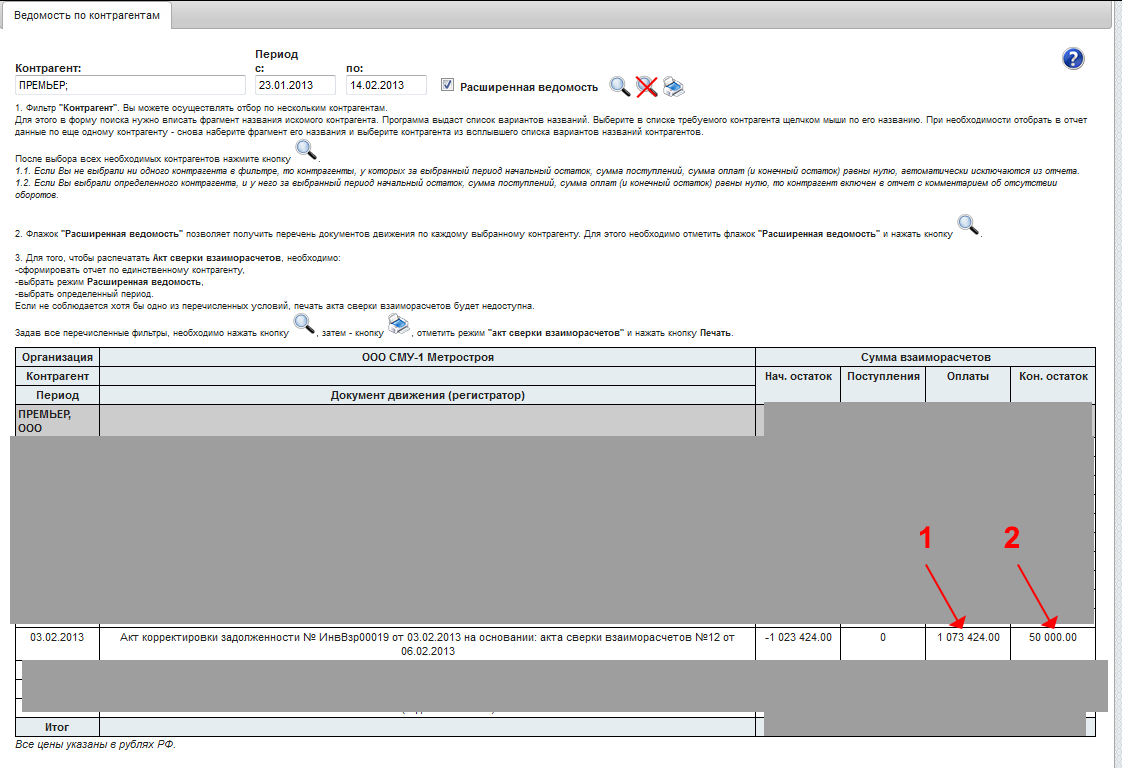 Ведомость по контрагентам
Период
Контрагент: с: по:
ПРЕМЬЕР; 23.01.2013 14.02.2013 Расширенная ведомость
1. Фильтр "Контрагент". Вы можете осуществлять отбор по нескольким контрагентам.
Для этого в форму поиска нужно вписать фрагмент названия искомого контрагента. Программа выдаст список вариантов названий. Выберите в списке требуемого контрагента щелчком мыши по его названию. При необходимости отобрать в отчет
данные по еще одному контрагенту - снова наберите фрагмент его названия и выберите контрагента из всплывшего списка вариантов названий контрагентов.
После выбора всех необходимых контрагентов нажмите кнопку .
1.1. Если Вы не выбрали ни одного контрагента в фильтре, то контрагенты, у которых за выбранный период начальный остаток, сумма поступлений, сумма оплат (и конечный остаток) равны нулю, автоматически исключаются из отчета.
1.2. Если Вы выбрали определенного контрагента, и у него за выбранный период начальный остаток, сумма поступлений, сумма оплат (и конечный остаток) равны нулю, то контрагент включен в отчет с комментарием об отсутствии
оборотов.
2. Флажок "Расширенная ведомость" позволяет получить перечень документов движения по каждому выбранному контрагенту. Для этого необходимо отметить флажок "Расширенная ведомость" и нажать кнопку .
3. Для того, чтобы распечатать Акт сверки взаиморасчетов, необходимо:
-сформировать отчет по единственному контрагенту,
-выбрать режим Расширенная ведомость,
-выбрать определенный период.
Если не соблюдается хотя бы одно из перечисленных условий, печать акта сверки взаиморасчетов будет недоступна.
Задав все перечисленные фильтры, необходимо нажать кнопку , затем - кнопку , отметить режим "акт сверки взаиморасчетов" и нажать кнопку Печать.
Организация ООО СМУ-1 Метростроя Сумма взаиморасчетов
Контрагент Нач. остаток Поступления Оплаты Кон. остаток
Период Документ движения (регистратор)
ПРЕМЬЕР,
ООО
1 2
03.02.2013 Акт корректировки задолженности № ИнвВзр00019 от 03.02.2013 на основании: акта сверки взаиморасчетов №12 от -1 023 424.00 0 1 073 424.00 50 000.00
06.02.2013
Итог
Все цены указаны в рублях РФ.